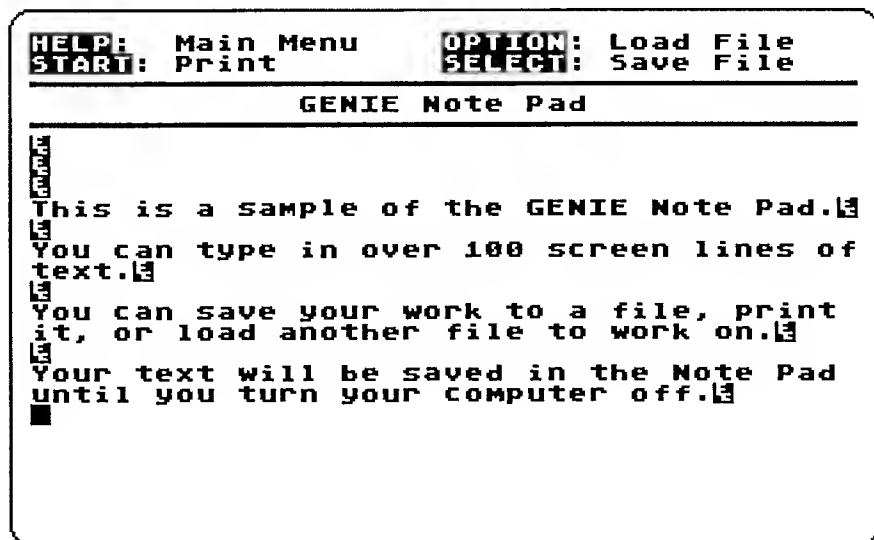 HELP: Main Menu OPTION: Load File
START: Print SELECT: Save File
GENIE Note Pad
This is a sample of the GENIE Note Pad.
You can type in over 100 screen lines of
text.
You can save your work to a file, print
it, or load another file to work on.
Your text will be saved in the Note Pad
until you turn your computer off.